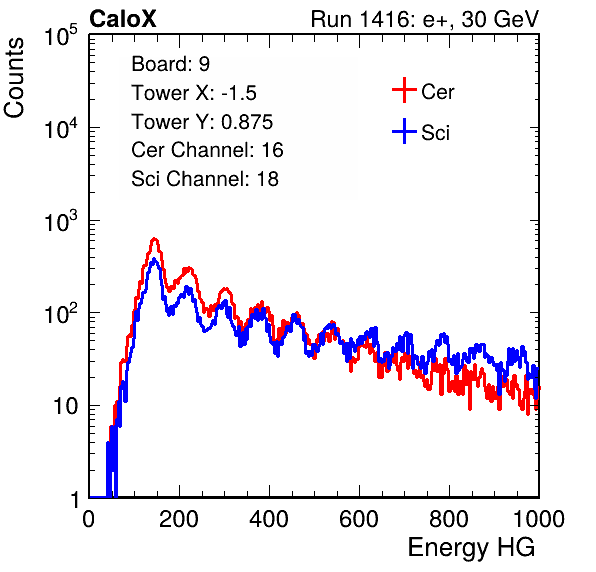 CaloX Run 1416: e+, 30 GeV
Counts
10^5
10^4
10^3
10^2
10
1
Board: 9
Tower X: -1.5
Tower Y: 0.875
Cer Channel: 16
Sci Channel: 18
Cer
Sci
0 200 400 600 800 1000
Energy HG